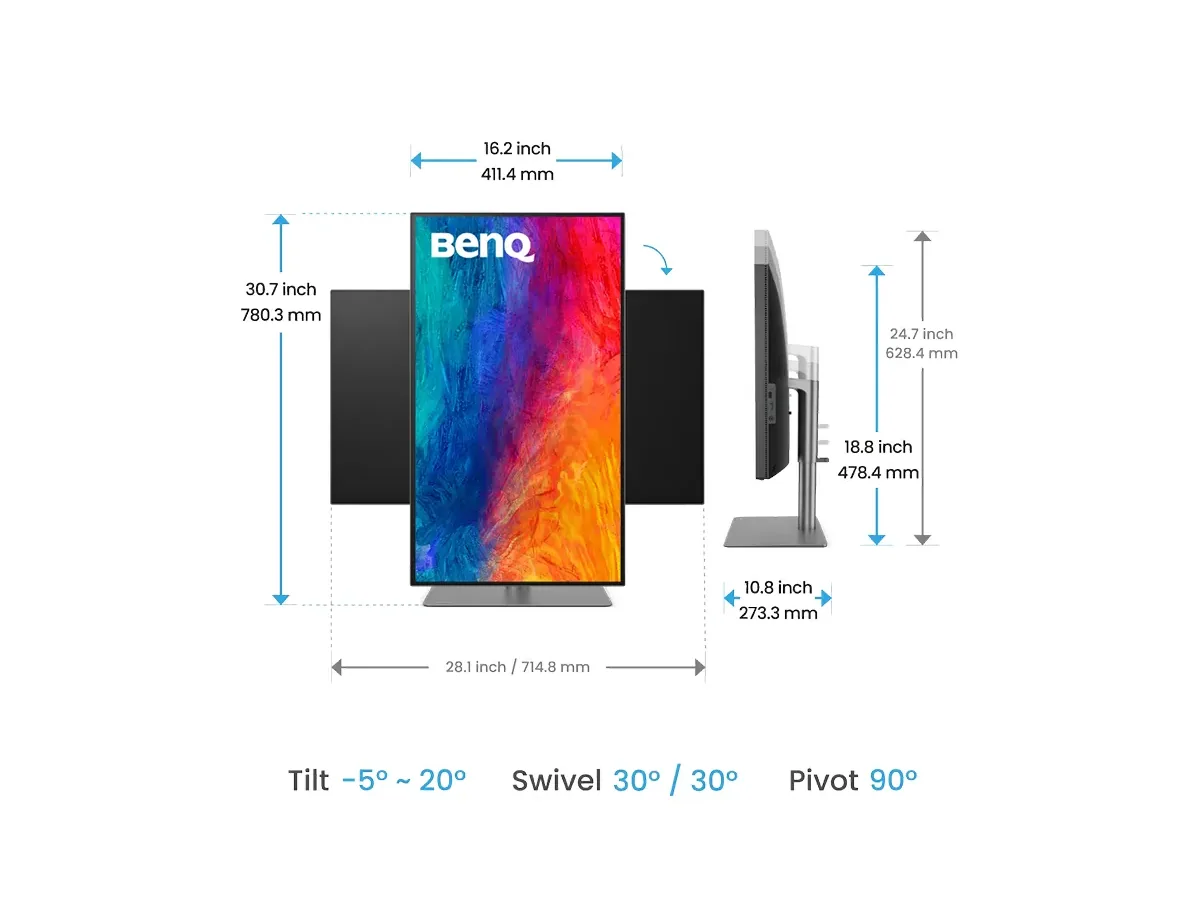 16.2 inch
411.4 mm
BenQ
30.7 inch
780.3 mm
24.7 inch
628.4 mm
18.8 inch
478.4 mm
10.8 inch
273.3 mm
28.1 inch / 714.8 mm
Tilt -5° ~ 20° Swivel 30° / 30° Pivot 90°